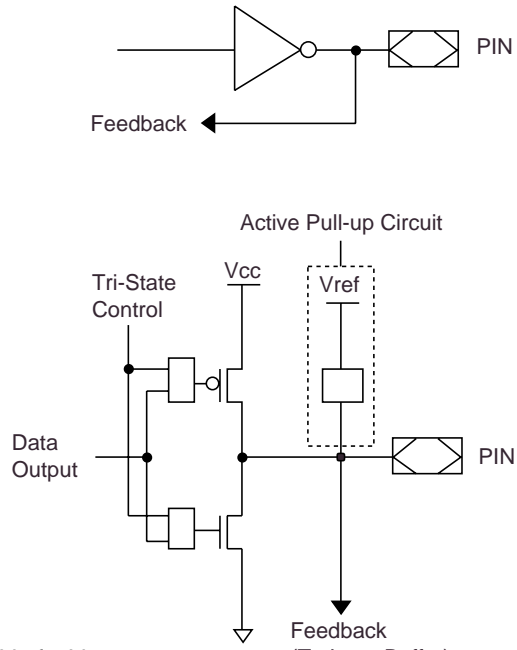 PIN
Feedback
Active Pull-up Circuit
Vcc
Vref
Tri-State
Control
Data
Output
PIN
Feedback